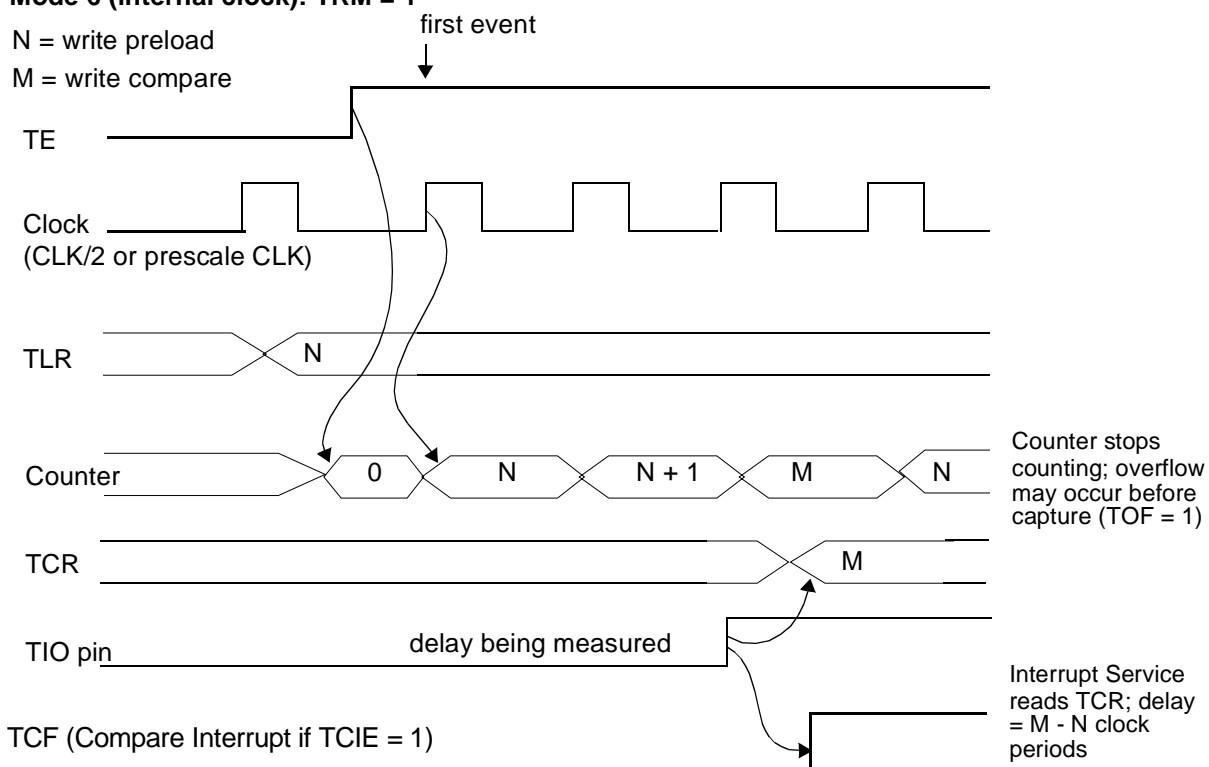 Mode 6 (internal clock): TRM = 1
first event
N = write preload
M = write compare
TE
Clock
(CLK/2 or prescale CLK)
TLR
N
Counter
0
N
N + 1
M
N
Counter stops
counting; overflow
may occur before
capture (TOF = 1)
TCR
M
TIO pin
delay being measured
Interrupt Service
reads TCR; delay
= M - N clock
periods
TCF (Compare Interrupt if TCIE = 1)